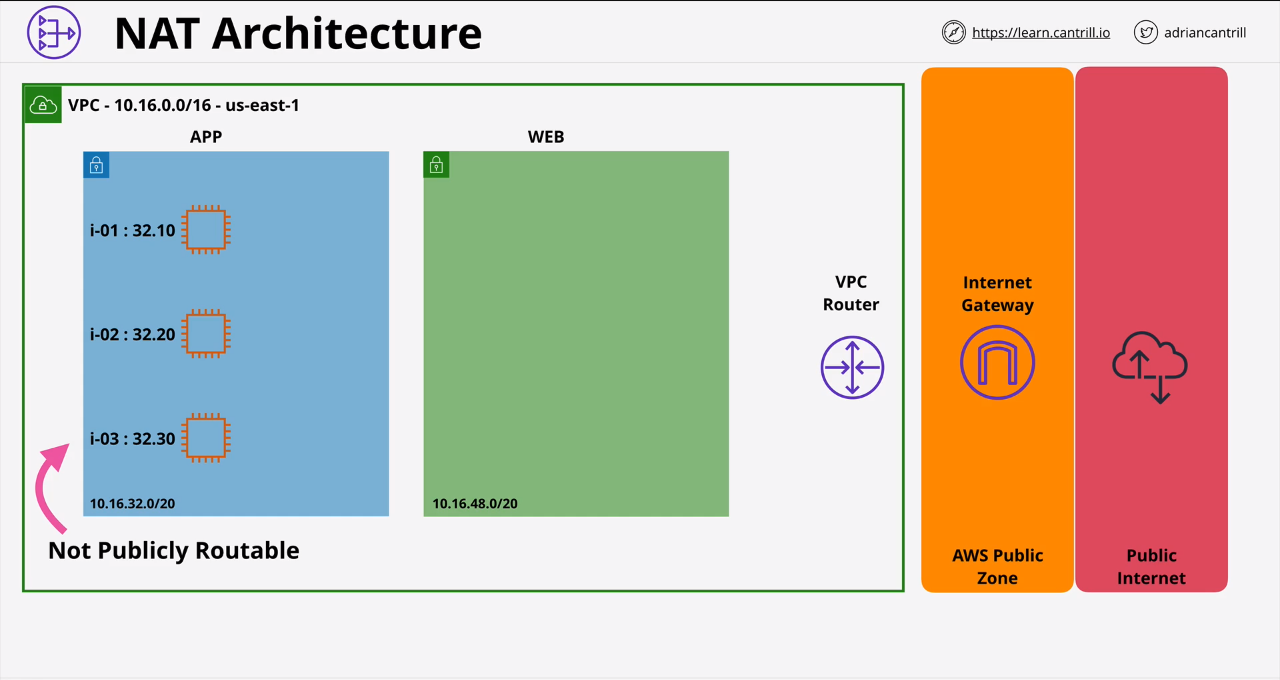 NAT Architecture
https://learn.cantrill.io
adriancantrill
VPC - 10.16.0.0/16 - us-east-1
APP
WEB
i-01 : 32.10
i-02 : 32.20
i-03 : 32.30
10.16.32.0/20
10.16.48.0/20
Not Publicly Routable
VPC
Router
Internet
Gateway
AWS Public
Zone
Public
Internet